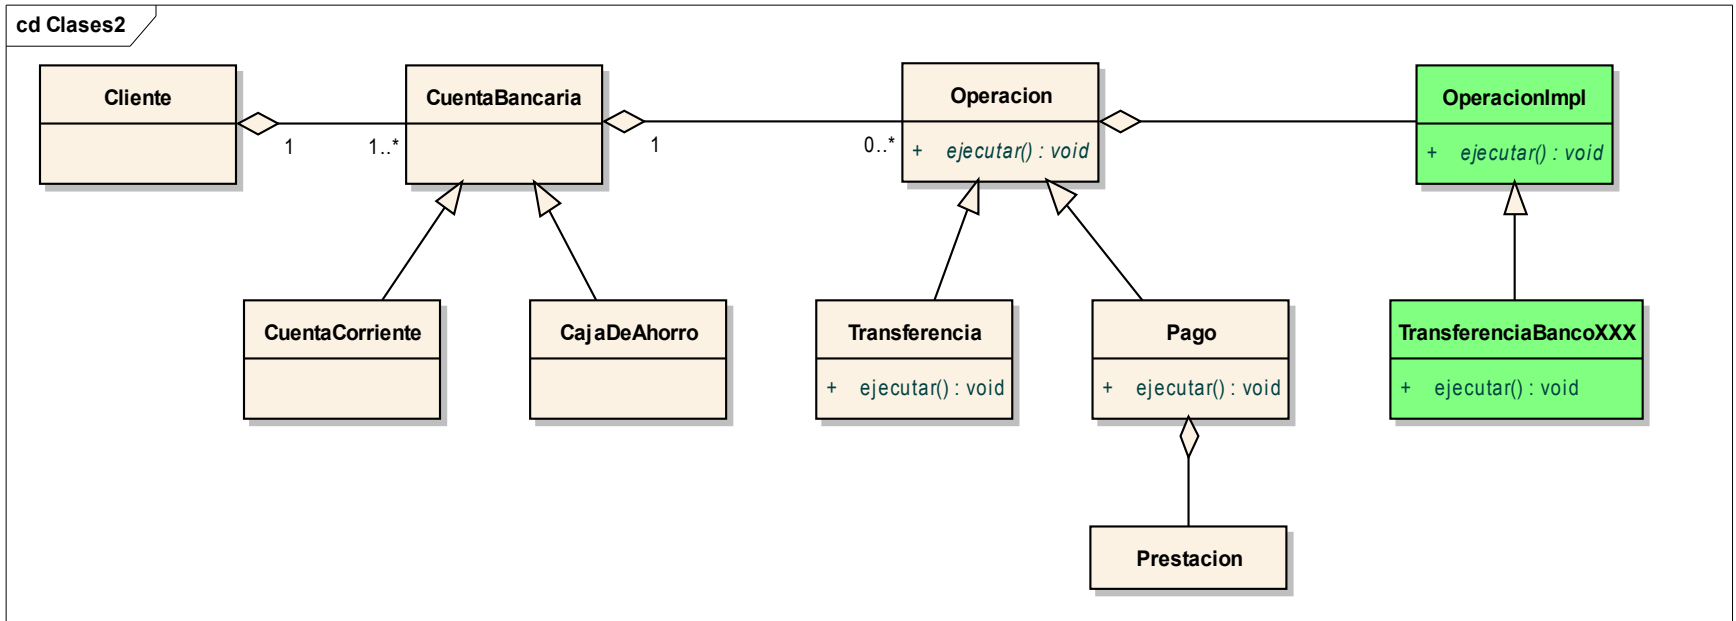 cd Clases2
Cliente
CuentaBancaria
Operacion
OperacionImpl
1
1..*
1
0..*
+ ejecutar() : void
+ ejecutar() : void
CuentaCorriente
CajaDeAhorro
Transferencia
Pago
TransferenciaBancoXXX
+ ejecutar() : void
+ ejecutar() : void
+ ejecutar() : void
Prestacion